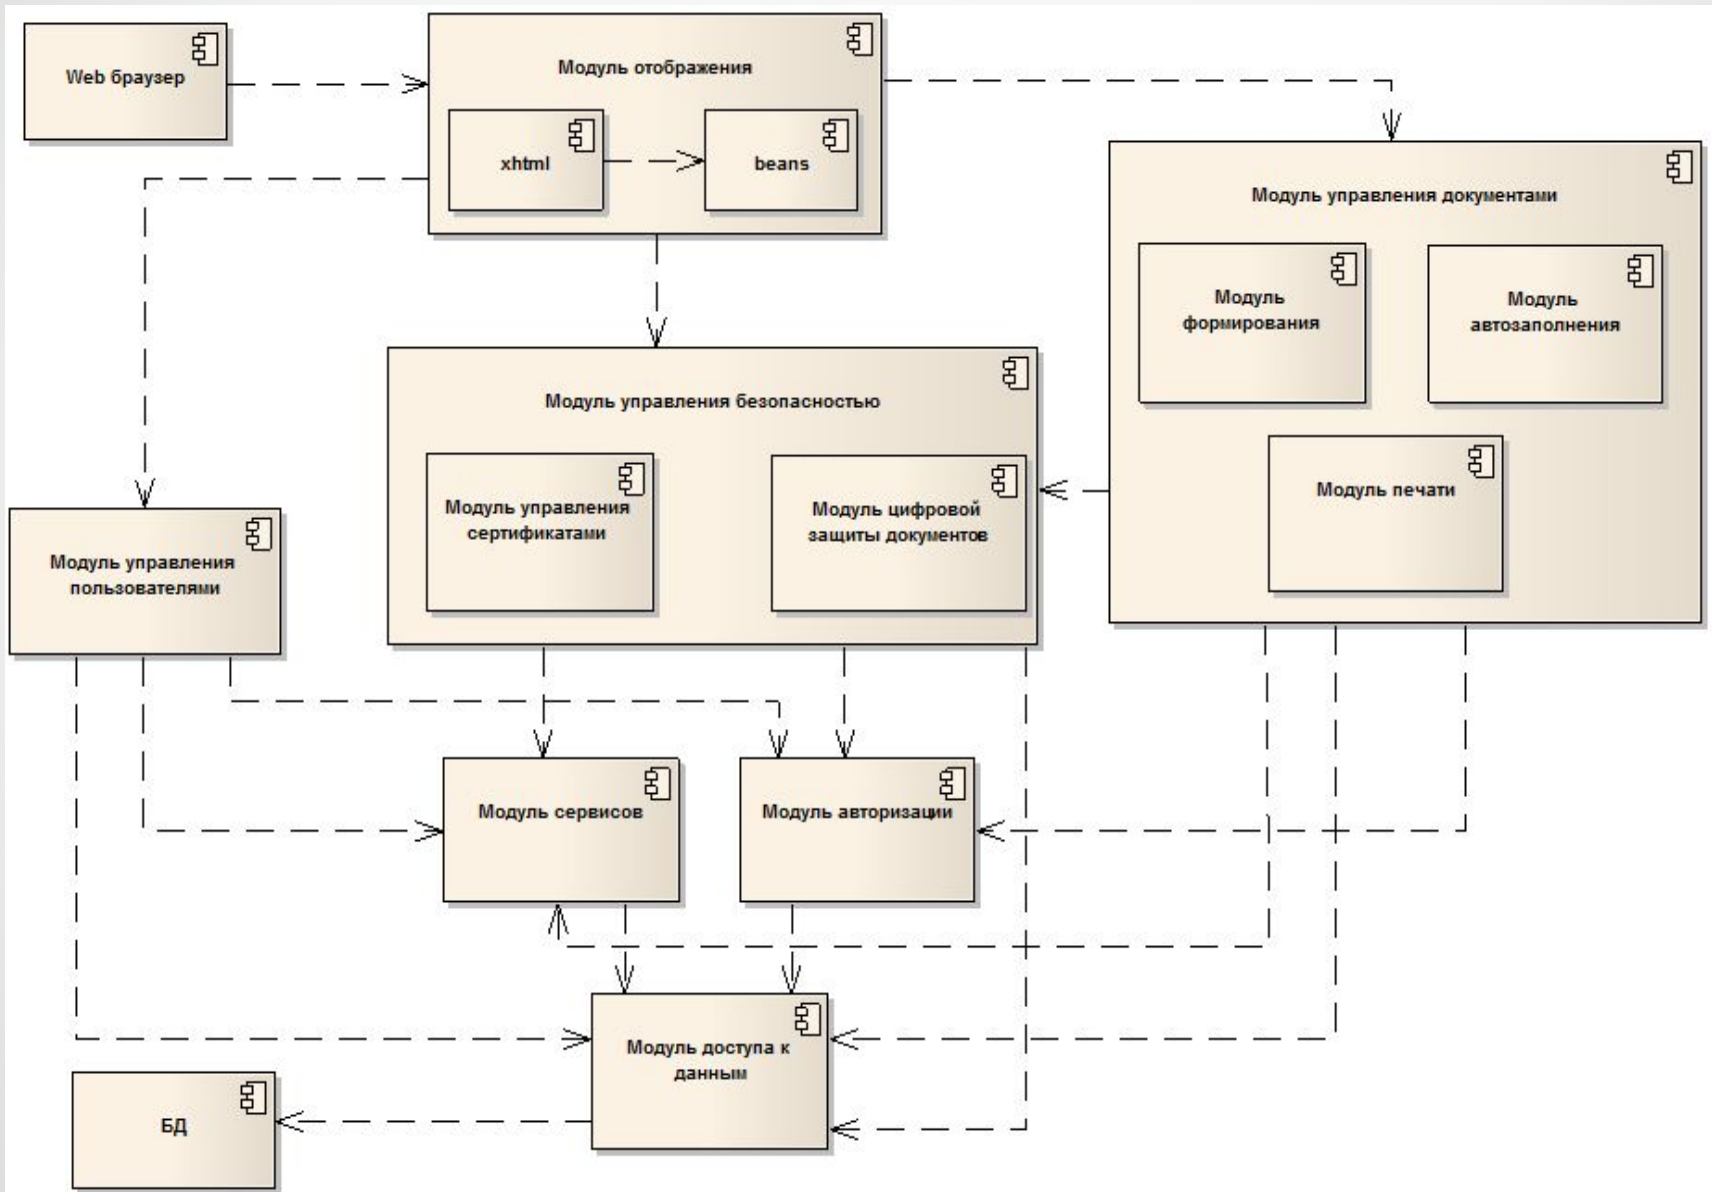 Web браузер
Модуль отображения
xhtml
beans
Модуль управления документами
Модуль
формирования
Модуль
автозаполнения
Модуль печати
Модуль управления безопасностью
Модуль управления
сертификатами
Модуль цифровой
защиты документов
Модуль управления
пользователями
Модуль сервисов
Модуль авторизации
Модуль доступа к
данным
БД